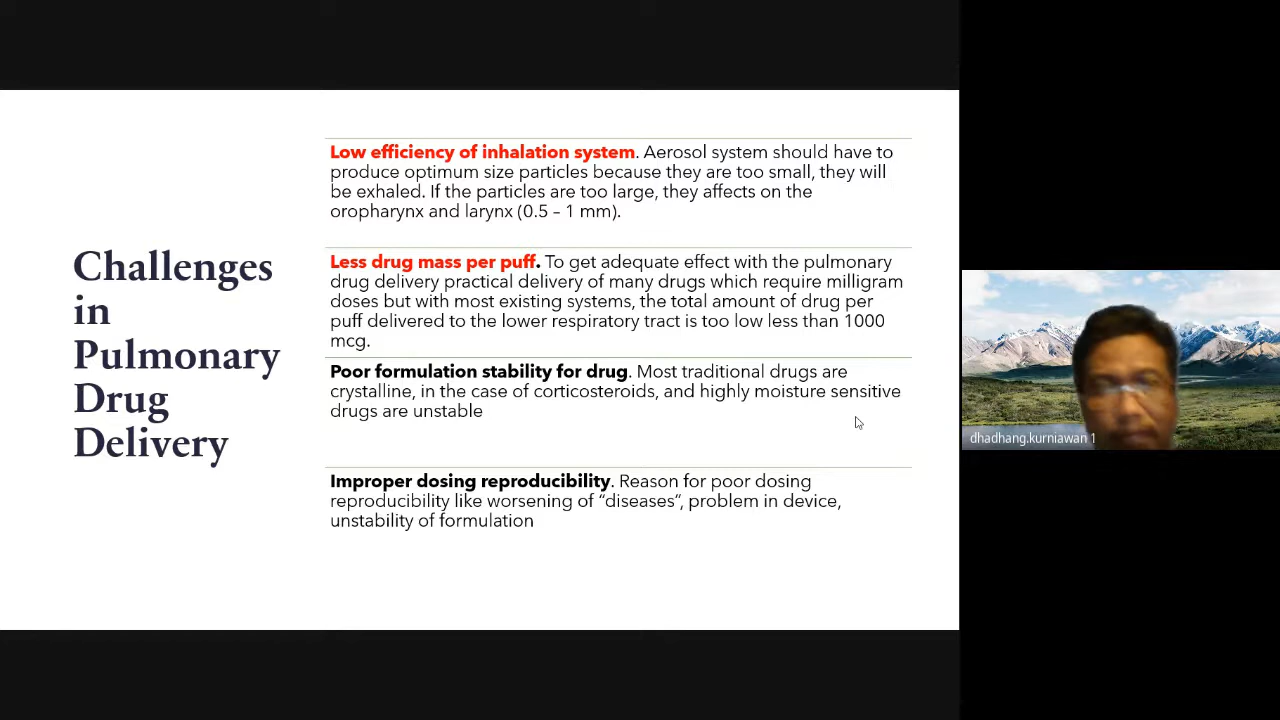 Challenges
in
Pulmonary
Drug
Delivery
Low efficiency of inhalation system. Aerosol system should have to
produce optimum size particles because they are too small, they will
be exhaled. If the particles are too large, they affects on the
oropharynx and larynx (0.5 – 1 mm).
Less drug mass per puff. To get adequate effect with the pulmonary
drug delivery practical delivery of many drugs which require milligram
doses but with most existing systems, the total amount of drug per
puff delivered to the lower respiratory tract is too low less than 1000
mcg.
Poor formulation stability for drug. Most traditional drugs are
crystalline, in the case of corticosteroids, and highly moisture sensitive
drugs are unstable
Improper dosing reproducibility. Reason for poor dosing
reproducibility like worsening of “diseases“, problem in device,
unstability of formulation
dhadhang.kurniawan 1